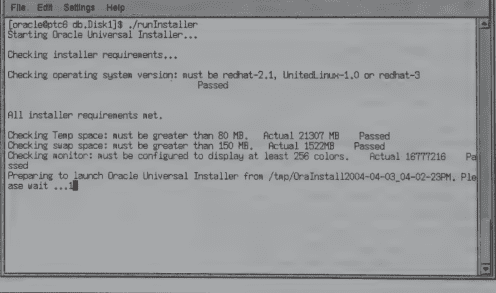 File Edit Settings Help
[oracle@ptc6 db.Disk1]$ ./runInstaller
Starting Oracle Universal Installer...
Checking installer requirements...
Checking operating system version: must be redhat-2.1, UnitedLinux-1.0 or redhat-3
Passed
All installer requirements met.
Checking Temp space: must be greater than 80 MB. Actual 21307 MB Passed
Checking swap space: must be greater than 150 MB. Actual 1522MB Passed
Checking monitor: must be configured to display at least 256 colors. Actual 16777216 Pa
ssed
Preparing to launch Oracle Universal Installer from /tmp/OraInstall2004-04-03_04-02-23PM. Ple
ase wait ...1